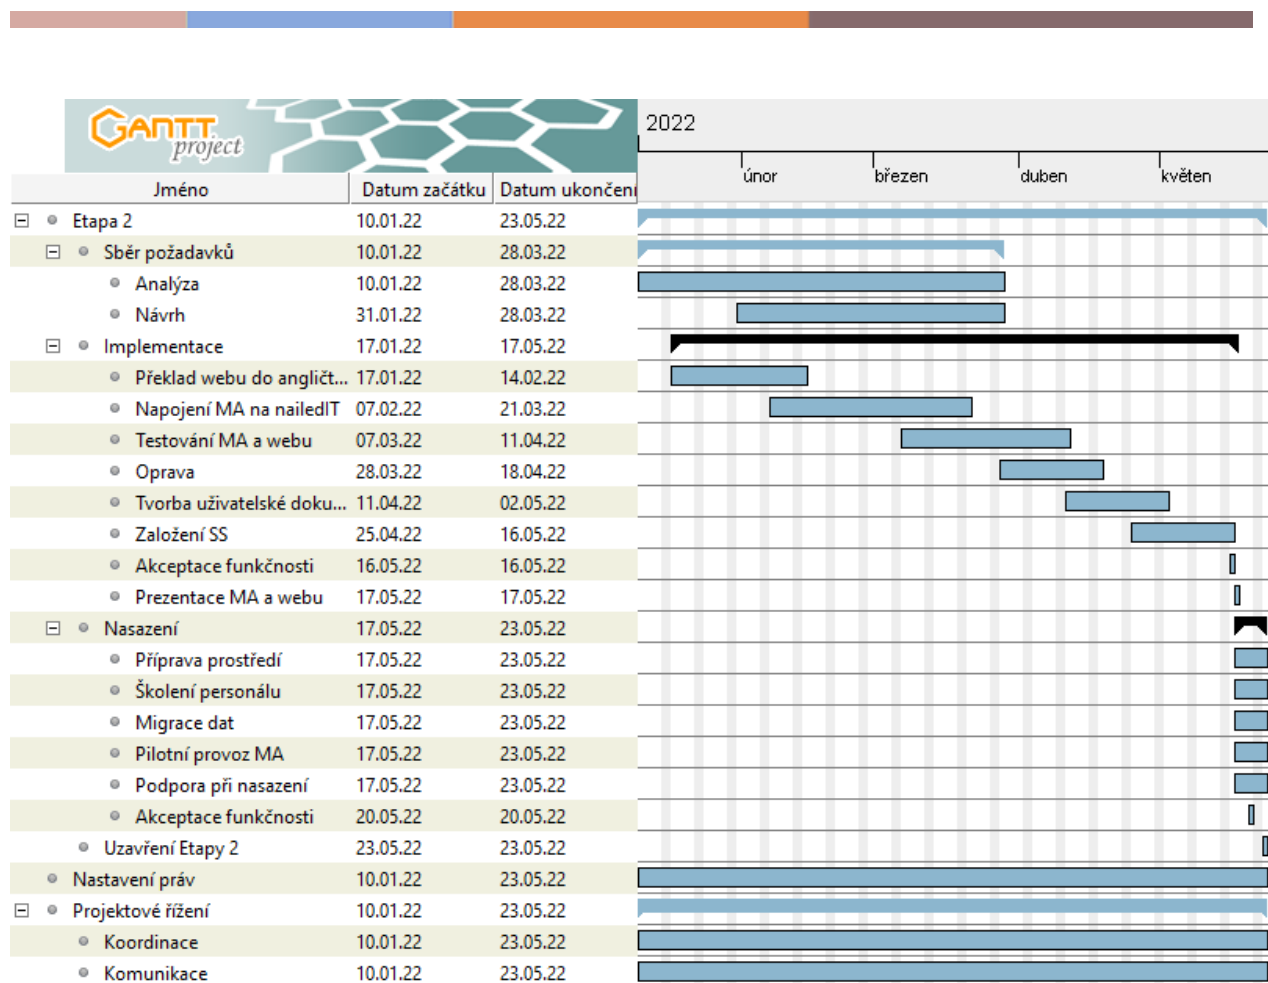 GANTT
project
2022
únor březen duben květen
Jméno Datum začátku Datum ukončení
Etapa 2 10.01.22 23.05.22
Sběr požadavků 10.01.22 28.03.22
Analýza 10.01.22 28.03.22
Návrh 31.01.22 28.03.22
Implementace 17.01.22 17.05.22
Překlad webu do angličt... 17.01.22 14.02.22
Napojení MA na nailedIT 07.02.22 21.03.22
Testování MA a webu 07.03.22 11.04.22
Oprava 28.03.22 18.04.22
Tvorba uživatelské doku... 11.04.22 02.05.22
Založení SS 25.04.22 16.05.22
Akceptace funkčnosti 16.05.22 16.05.22
Prezentace MA a webu 17.05.22 17.05.22
Nasazení 17.05.22 23.05.22
Příprava prostředí 17.05.22 23.05.22
Školení personálu 17.05.22 23.05.22
Migrace dat 17.05.22 23.05.22
Pilotní provoz MA 17.05.22 23.05.22
Podpora při nasazení 17.05.22 23.05.22
Akceptace funkčnosti 20.05.22 20.05.22
Uzavření Etapy 2 23.05.22 23.05.22
Nastavení práv 10.01.22 23.05.22
Projektové řížení 10.01.22 23.05.22
Koordinace 10.01.22 23.05.22
Komunikace 10.01.22 23.05.22